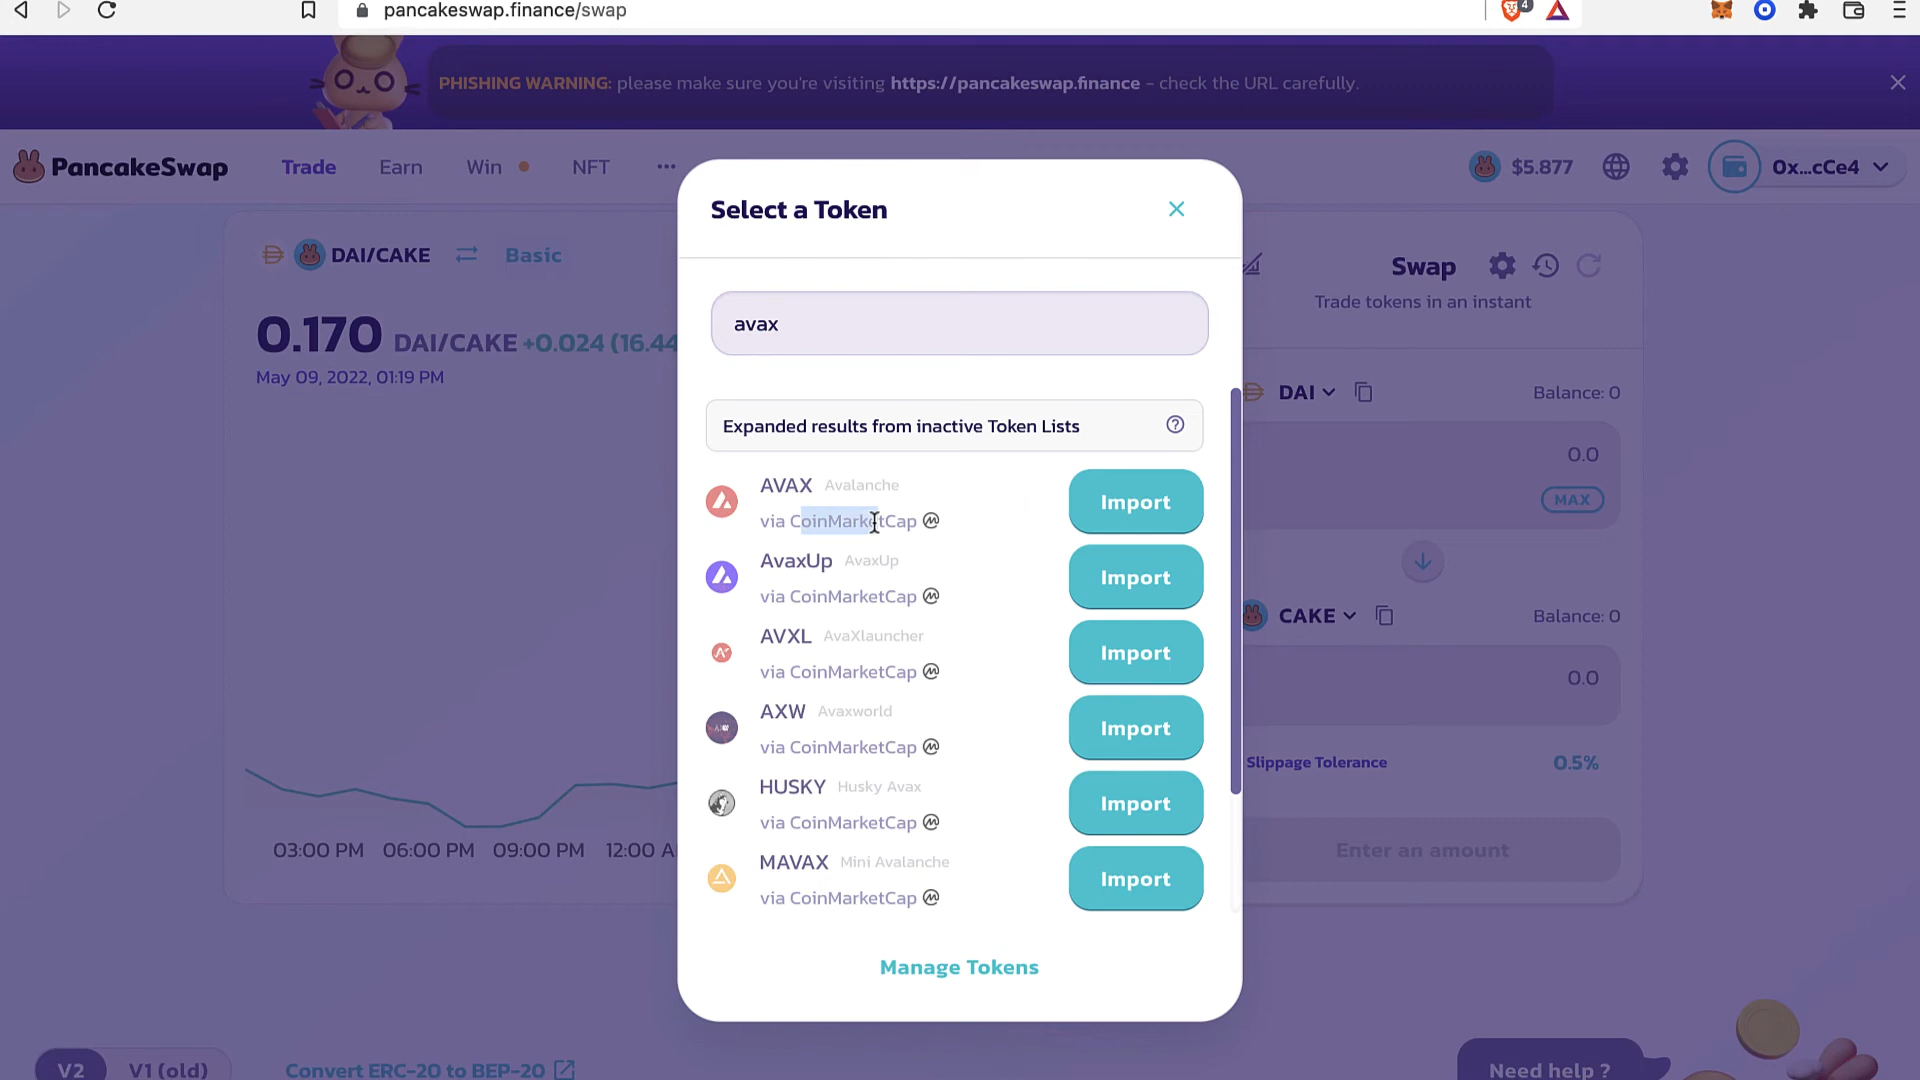 pancakeswap.finance/swap
4
PHISHING WARNING: please make sure you're visiting https://pancakeswap.finance - check the URL carefully.
PancakeSwap
Trade
Earn
Win
NFT
$5.877
0x...cCe4
DAI/CAKE
Basic
0.170 DAI/CAKE +0.024 (16.44
May 09, 2022, 01:19 PM
03:00 PM
06:00 PM
09:00 PM
12:00 A
Select a Token
avax
Expanded results from inactive Token Lists
AVAX Avalanche
via CoinMarketCap
Import
AvaxUp AvaxUp
via CoinMarketCap
Import
AVXL AvaXlauncher
via CoinMarketCap
Import
AXW Avaxworld
via CoinMarketCap
Import
HUSKY Husky Avax
via CoinMarketCap
Import
MAVAX Mini Avalanche
via CoinMarketCap
Import
Manage Tokens
Swap
Trade tokens in an instant
DAI
Balance: 0
0.0
MAX
CAKE
Balance: 0
0.0
Slippage Tolerance
0.5%
Enter an amount
V2
V1 (old)
Convert ERC-20 to BEP-20
Need help ?